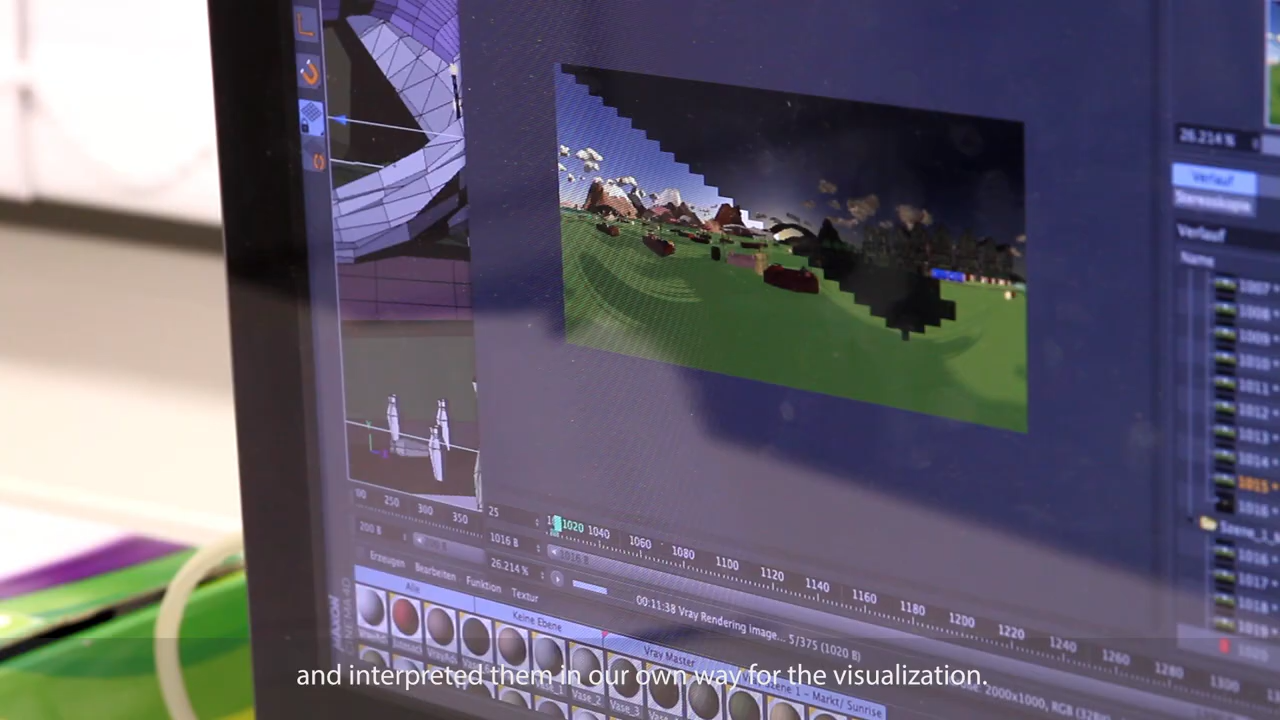 26.214 %
Verlauf
Stereoskopie
Verlauf
Name
1007
1008
1009
1010
1011
1012
1013
1014
1015
1016
Szene_1_
1016
1017
1018
1019
250 300 350
25
1020 1040 1060 1080 1100 1120 1140 1160 1180 1200 1220 1240 1260 1280 1300
200 B
1016 B
1016 B
26.214 %
00:11:38 Vray Rendering Image... 5/375 (1020 B)
Erzeugen Bearbeiten Funktion Textur
Alle Keine Ebene Vray Master Szene 1 - Markt/ Sunrise
2000x1000, RGB
Vase_2 Vase_3
MAXON
CINEMA 4D
and interpreted them in our own way for the visualization.